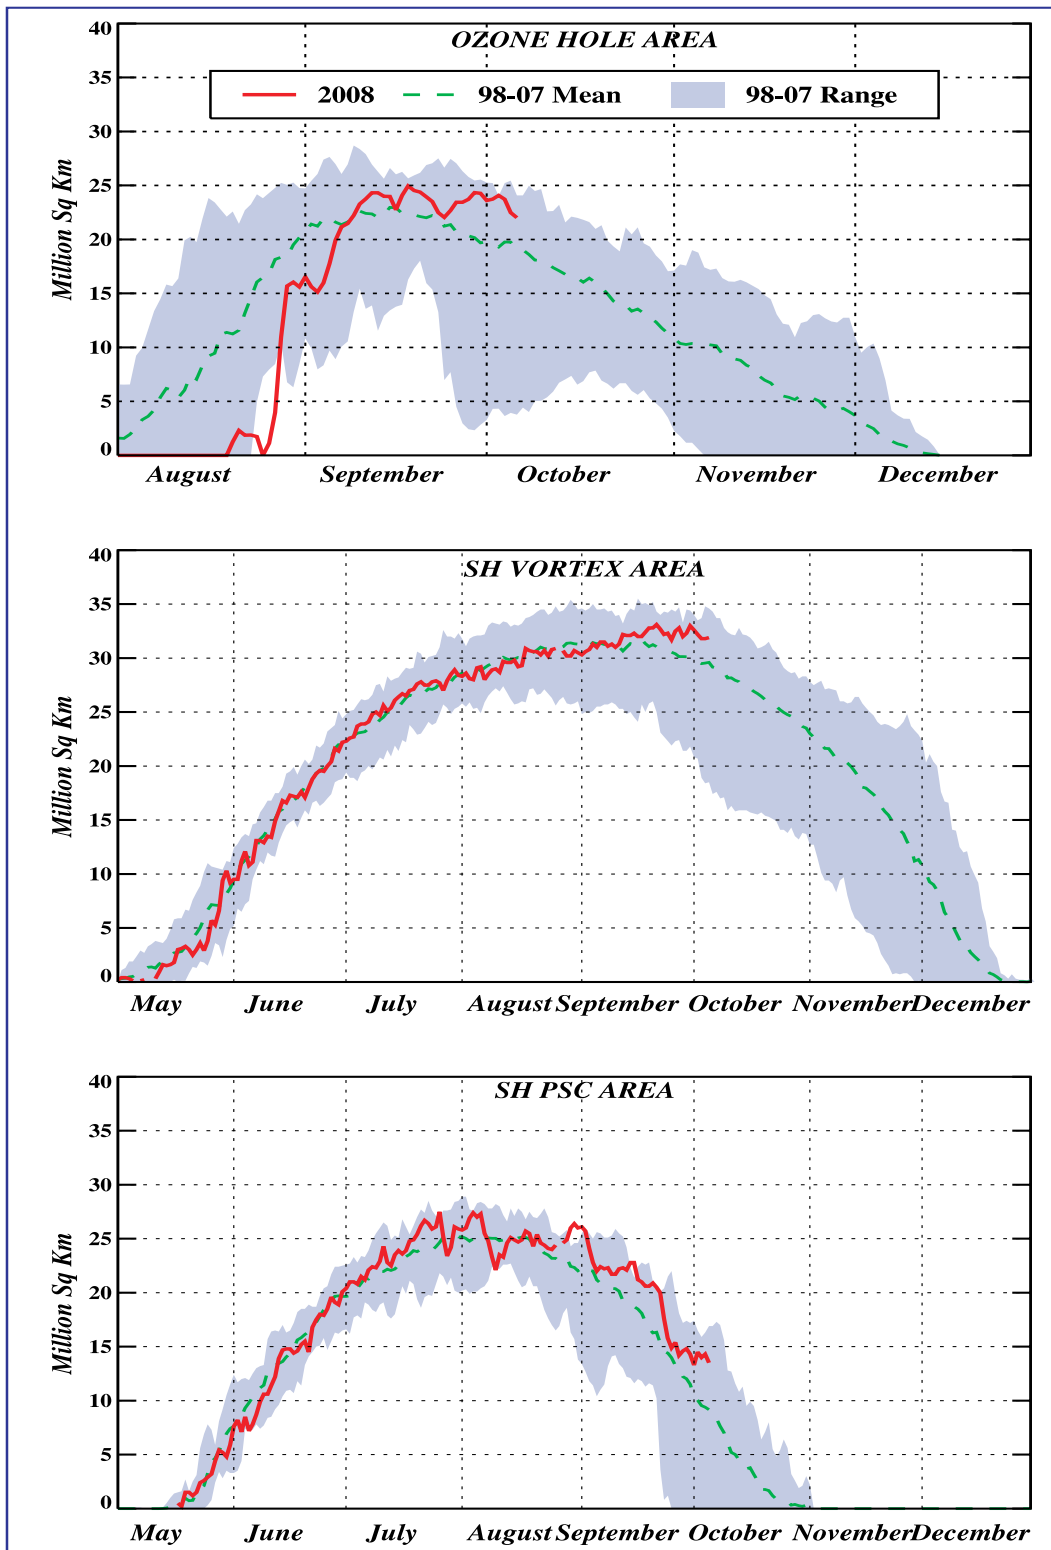 OZONE HOLE AREA
2008 98-07 Mean 98-07 Range
40
35
30
25
20
15
10
5
0
Million Sq Km
August September October November December
SH VORTEX AREA
40
35
30
25
20
15
10
5
0
Million Sq Km
May June July August September October November December
SH PSC AREA
40
35
30
25
20
15
10
5
0
Million Sq Km
May June July August September October November December